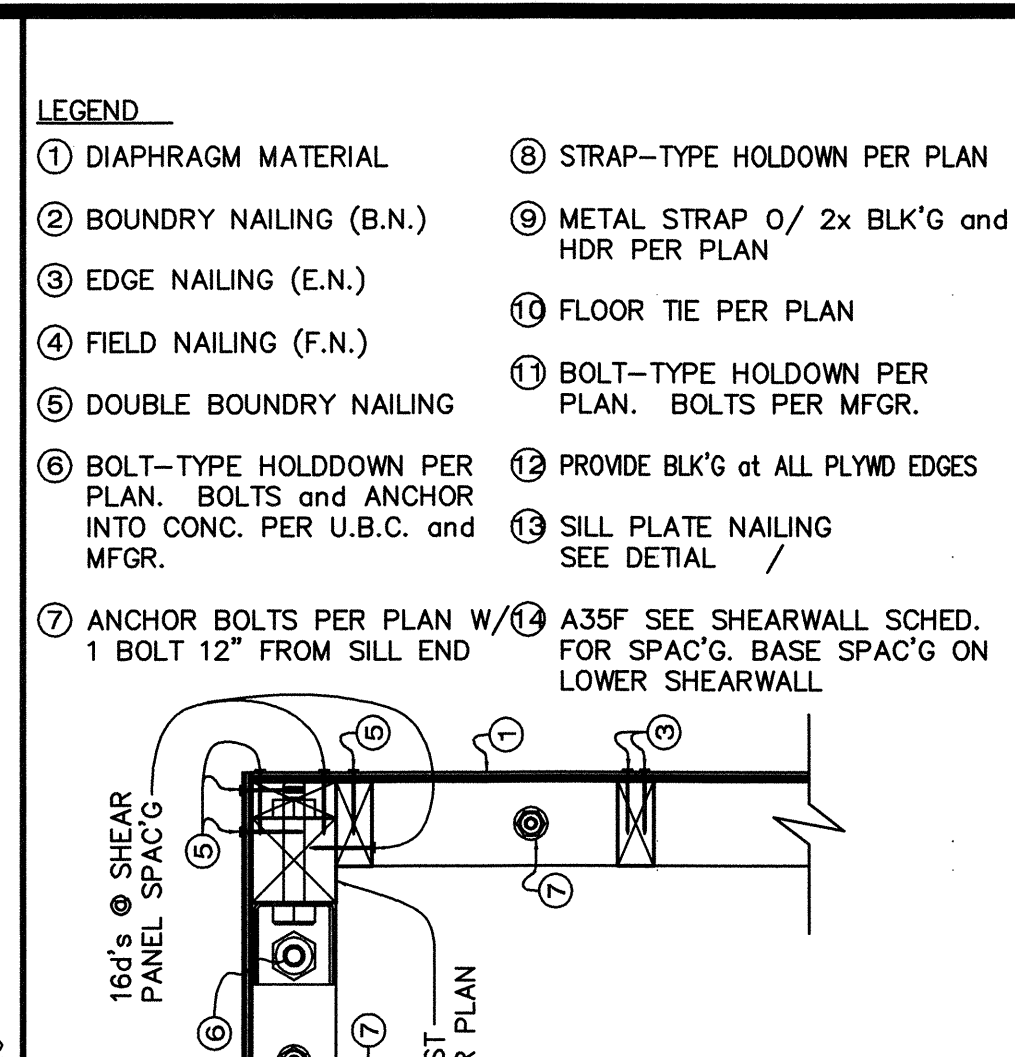 LEGEND
1 DIAPHRAGM MATERIAL
2 BOUNDRY NAILING (B.N.)
3 EDGE NAILING (E.N.)
4 FIELD NAILING (F.N.)
5 DOUBLE BOUNDRY NAILING
6 BOLT-TYPE HOLDDOWN PER
PLAN. BOLTS and ANCHOR
INTO CONC. PER U.B.C. and
MFGR.
7 ANCHOR BOLTS PER PLAN W/
1 BOLT 12" FROM SILL END
8 STRAP-TYPE HOLDOWN PER PLAN
9 METAL STRAP O/ 2x BLK'G and
HDR PER PLAN
10 FLOOR TIE PER PLAN
11 BOLT-TYPE HOLDOWN PER
PLAN. BOLTS PER MFGR.
12 PROVIDE BLK'G at ALL PLYWD EDGES
13 SILL PLATE NAILING
SEE DETIAL /
14 A35F SEE SHEARWALL SCHED.
FOR SPAC'G. BASE SPAC'G ON
LOWER SHEARWALL
5
1
3
16d's @ SHEAR
PANEL SPAC'G
5
7
6
7
PLAN